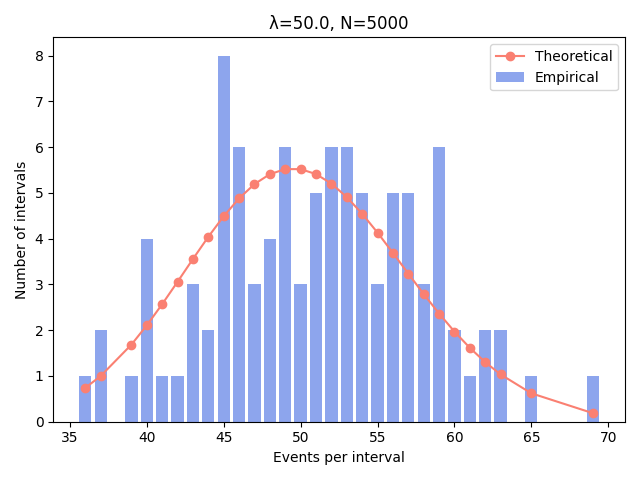 λ=50.0, N=5000
Theoretical
Empirical
Number of intervals
8
7
6
5
4
3
2
1
0
35 40 45 50 55 60 65 70
Events per interval